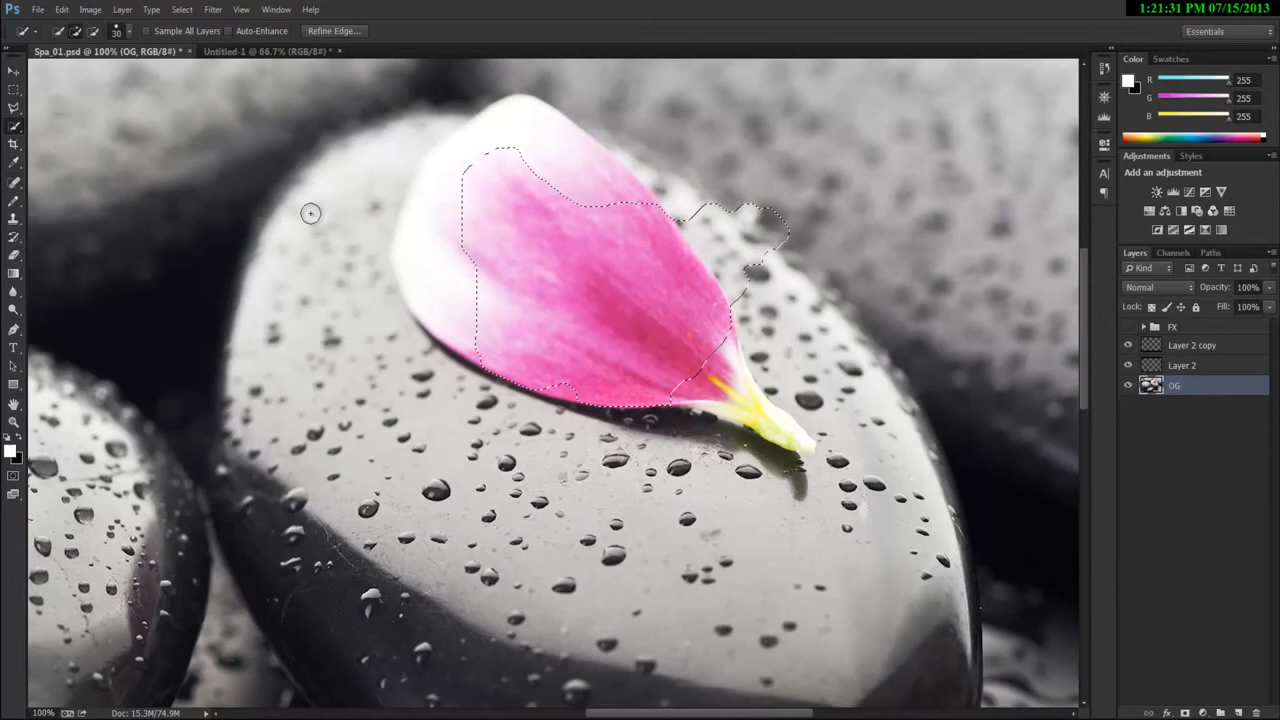 1:21:31 PM 07/15/2013
Ps File Edit Image Layer Type Select Filter View Window Help
30 Sample All Layers Auto-Enhance Refine Edge... Essentials
Spa_01.psd @ 100% (OG, RGB/8#) * × Untitled-1 @ 66.7% (RGB/8#) * ×
Color Swatches
R 255
G 255
B 255
Adjustments Styles
Add an adjustment
Layers Channels Paths
Kind
Normal Opacity: 100%
Lock: Fill: 100%
FX
Layer 2 copy
Layer 2
OG
100% Doc: 15.3M/74.9M